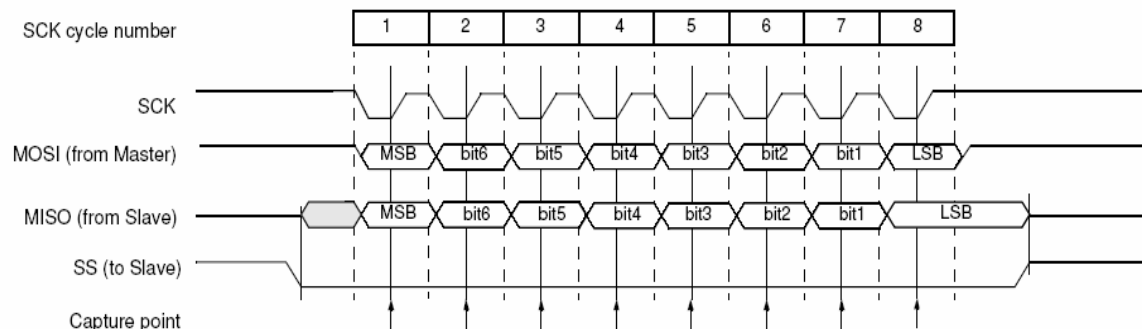 SCK cycle number 1 2 3 4 5 6 7 8
SCK
MOSI (from Master) MSB bit6 bit5 bit4 bit3 bit2 bit1 LSB
MISO (from Slave) MSB bit6 bit5 bit4 bit3 bit2 bit1 LSB
SS (to Slave)
Capture point